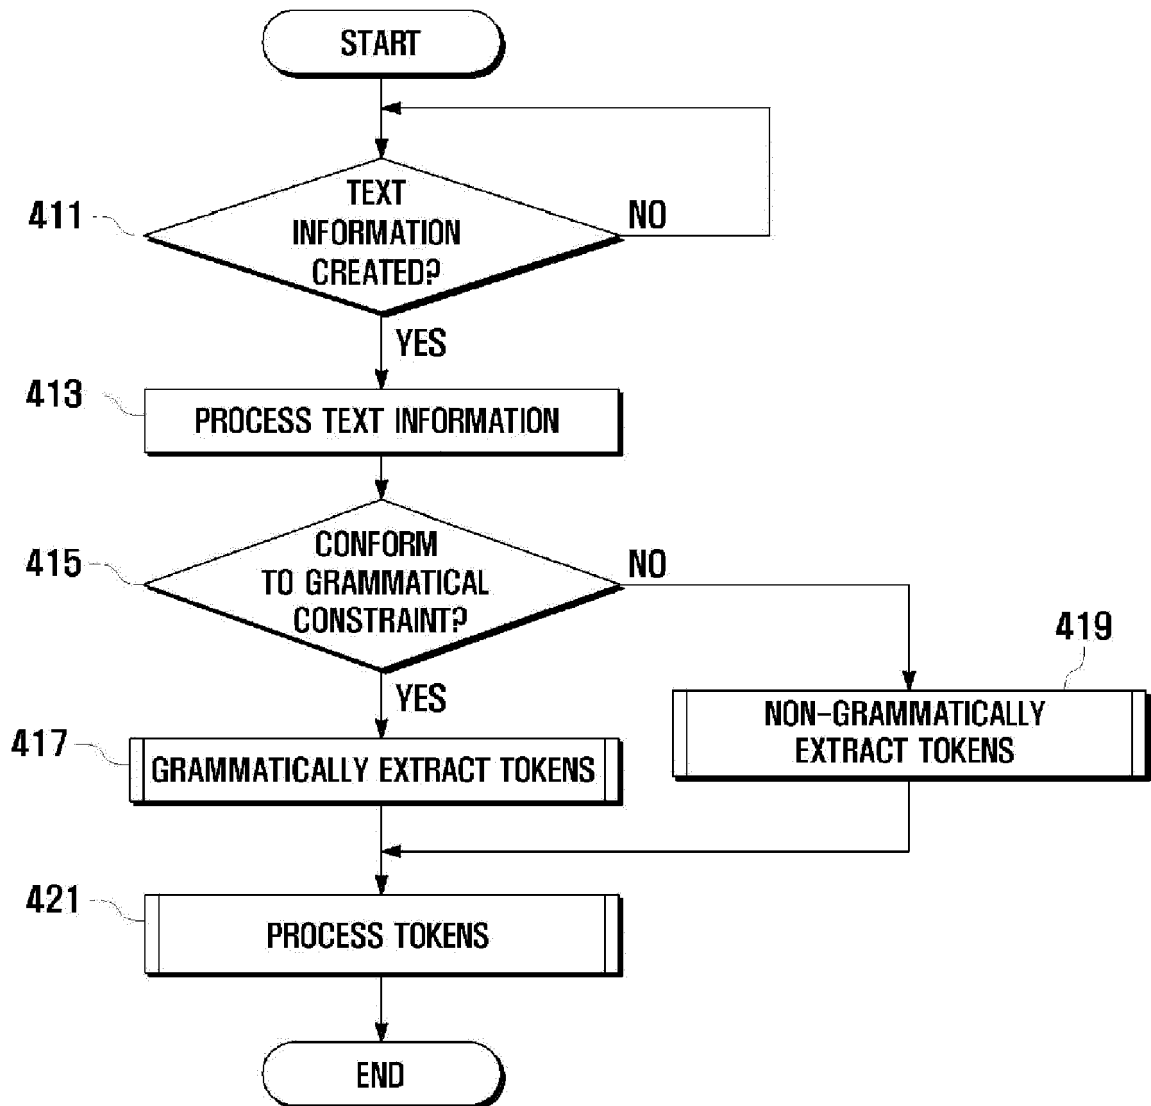 START
411
TEXT
INFORMATION
CREATED?
NO
YES
413
PROCESS TEXT INFORMATION
415
CONFORM
TO GRAMMATICAL
CONSTRAINT?
NO
YES
419
NON-GRAMMATICALLY
EXTRACT TOKENS
417
GRAMMATICALLY EXTRACT TOKENS
421
PROCESS TOKENS
END